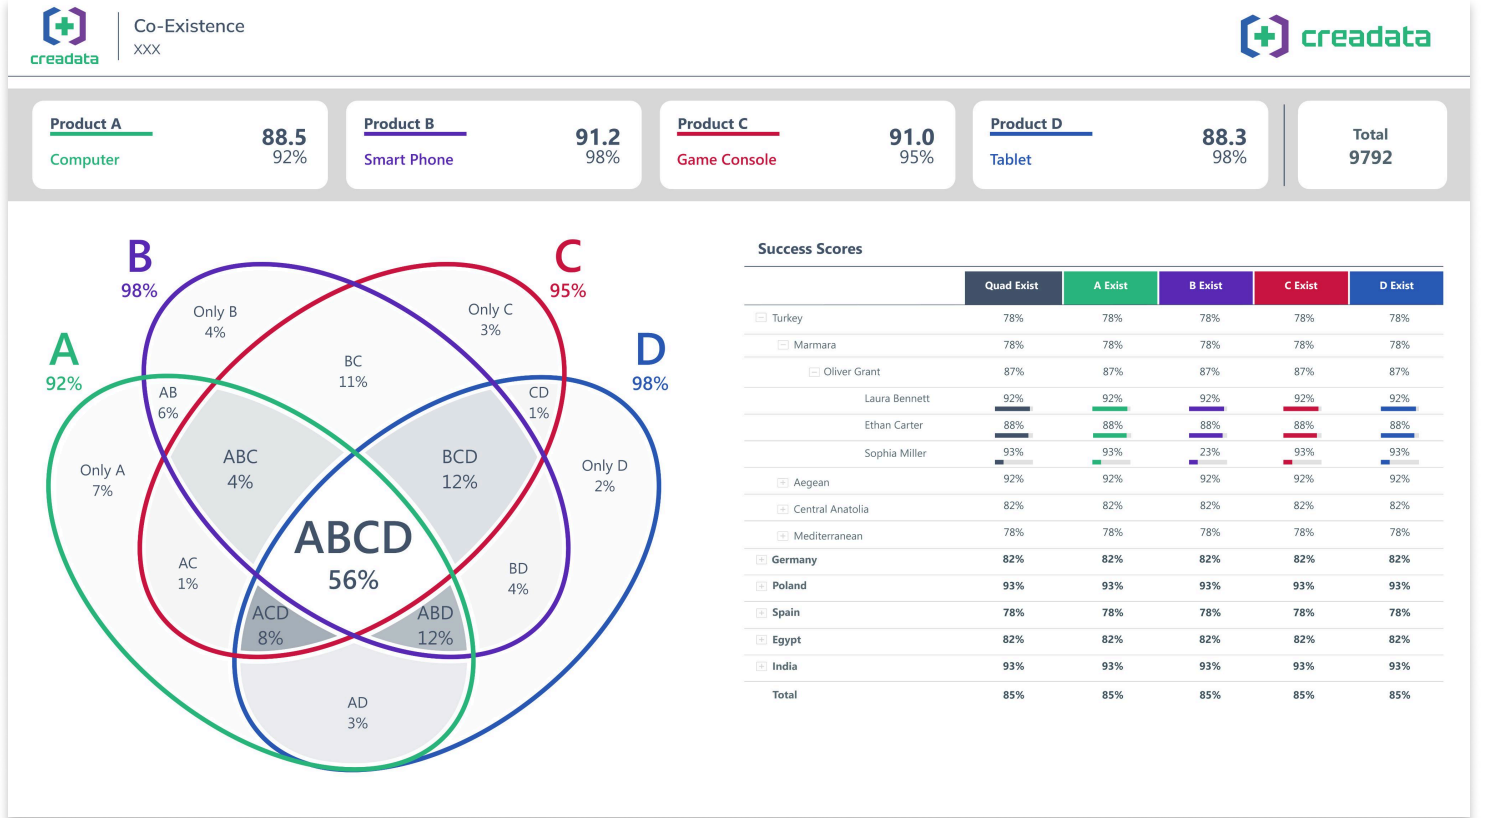 creadata
Co-Existence
XXX
creadata
Product A
88.5
Computer
92%
Product B
91.2
Smart Phone
98%
Product C
91.0
Game Console
95%
Product D
88.3
Tablet
98%
Total
9792
B
98%
C
95%
A
92%
D
98%
Only B
4%
Only C
3%
BC
11%
AB
6%
CD
1%
ABC
4%
BCD
12%
Only A
7%
Only D
2%
ABCD
56%
AC
1%
BD
4%
ACD
8%
ABD
12%
AD
3%
Success Scores
Quad Exist A Exist B Exist C Exist D Exist
Turkey 78% 78% 78% 78% 78%
Marmara 78% 78% 78% 78% 78%
Oliver Grant 87% 87% 87% 87% 87%
Laura Bennett 92% 92% 92% 92% 92%
Ethan Carter 88% 88% 88% 88% 88%
Sophia Miller 93% 93% 23% 93% 93%
Aegean 92% 92% 92% 92% 92%
Central Anatolia 82% 82% 82% 82% 82%
Mediterranean 78% 78% 78% 78% 78%
Germany 82% 82% 82% 82% 82%
Poland 93% 93% 93% 93% 93%
Spain 78% 78% 78% 78% 78%
Egypt 82% 82% 82% 82% 82%
India 93% 93% 93% 93% 93%
Total 85% 85% 85% 85% 85%